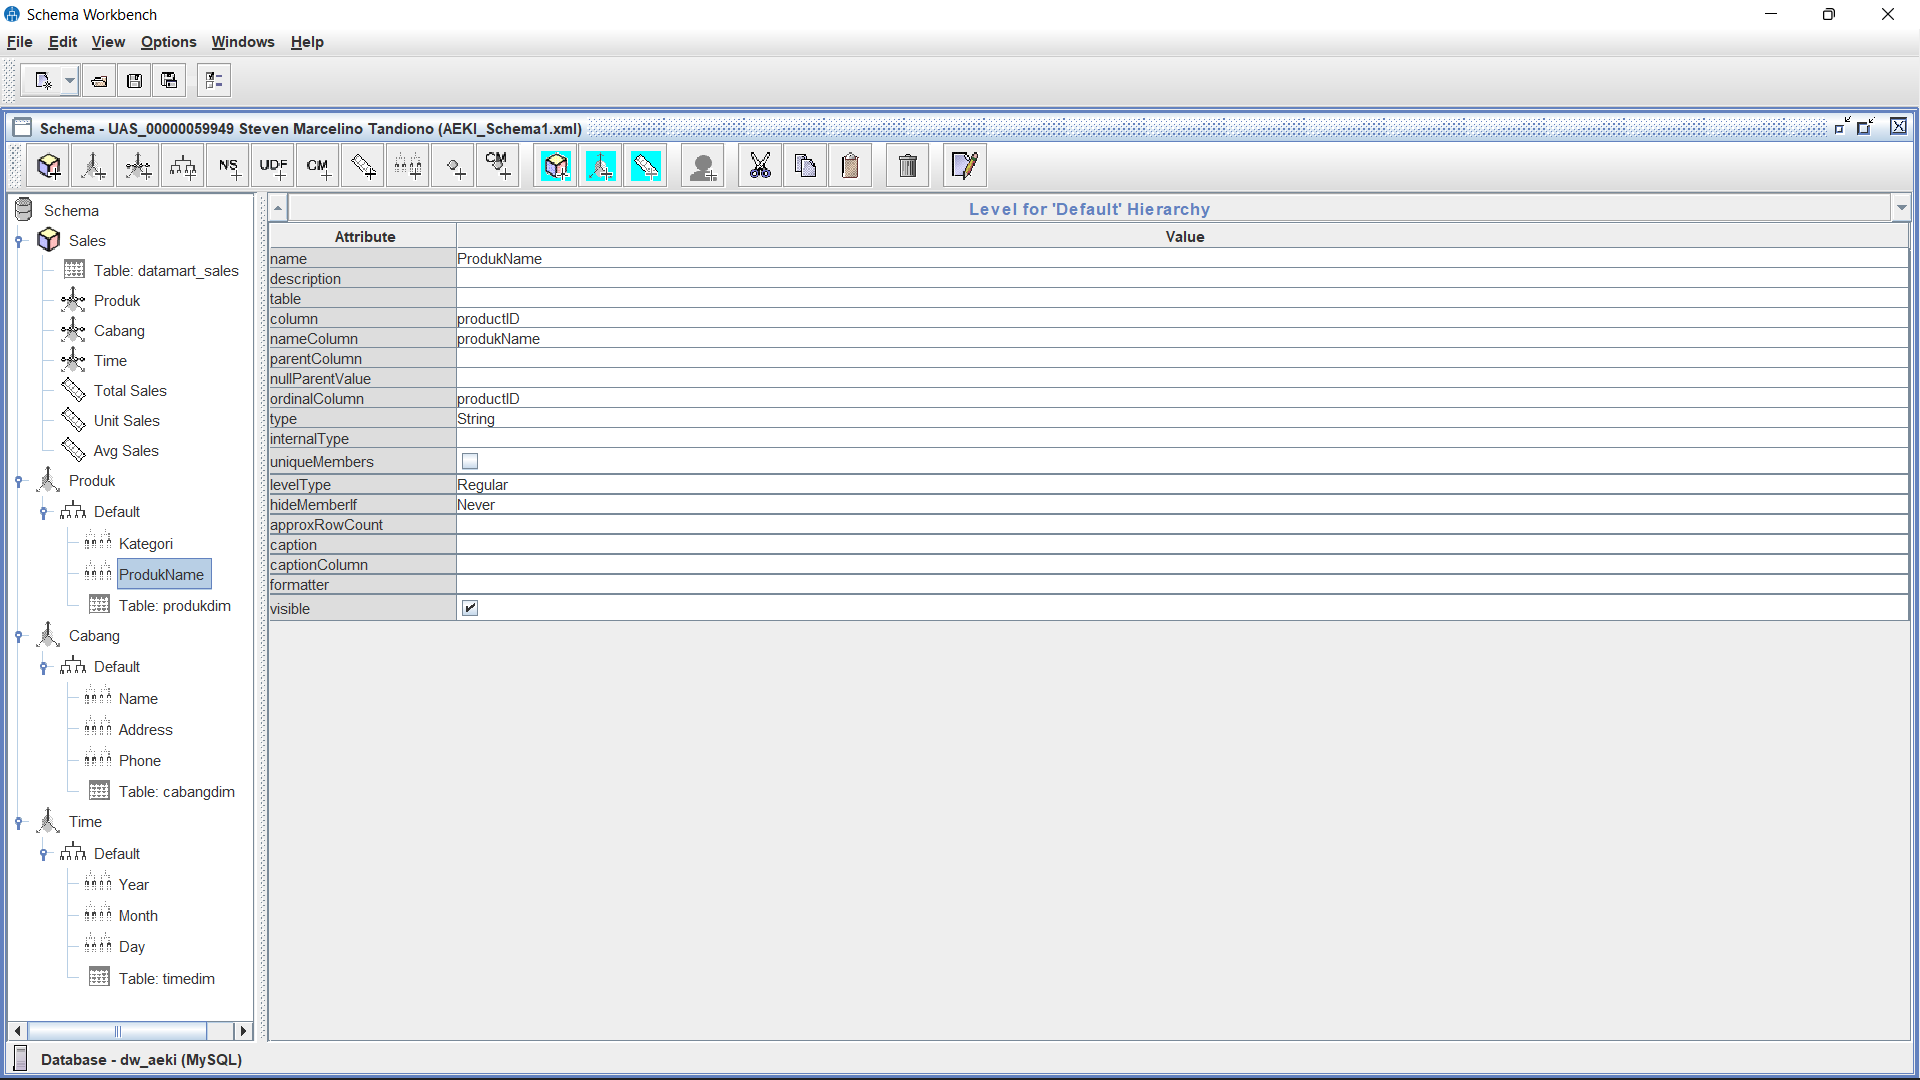 Schema Workbench
File Edit View Options Windows Help
Schema - UAS_00000059949 Steven Marcelino Tandiono (AEKI_Schema1.xml)
NS UDF CM CM
Schema
Sales
Table: datamart_sales
Produk
Cabang
Time
Total Sales
Unit Sales
Avg Sales
Produk
Default
Kategori
ProdukName
Table: produkdim
Cabang
Default
Name
Address
Phone
Table: cabangdim
Time
Default
Year
Month
Day
Table: timedim
Level for 'Default' Hierarchy
Attribute Value
name ProdukName
description
table
column productID
nameColumn produkName
parentColumn
nullParentValue
ordinalColumn productID
type String
internalType
uniqueMembers
levelType Regular
hideMemberIf Never
approxRowCount
caption
captionColumn
formatter
visible
Database - dw_aeki (MySQL)